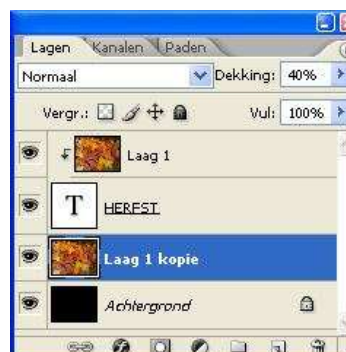 Lagen Kanalen Paden
Normaal Dekking: 40%
Vergr.: Vul: 100%
Laag 1
T HERFST
Laag 1 kopie
Achtergrond